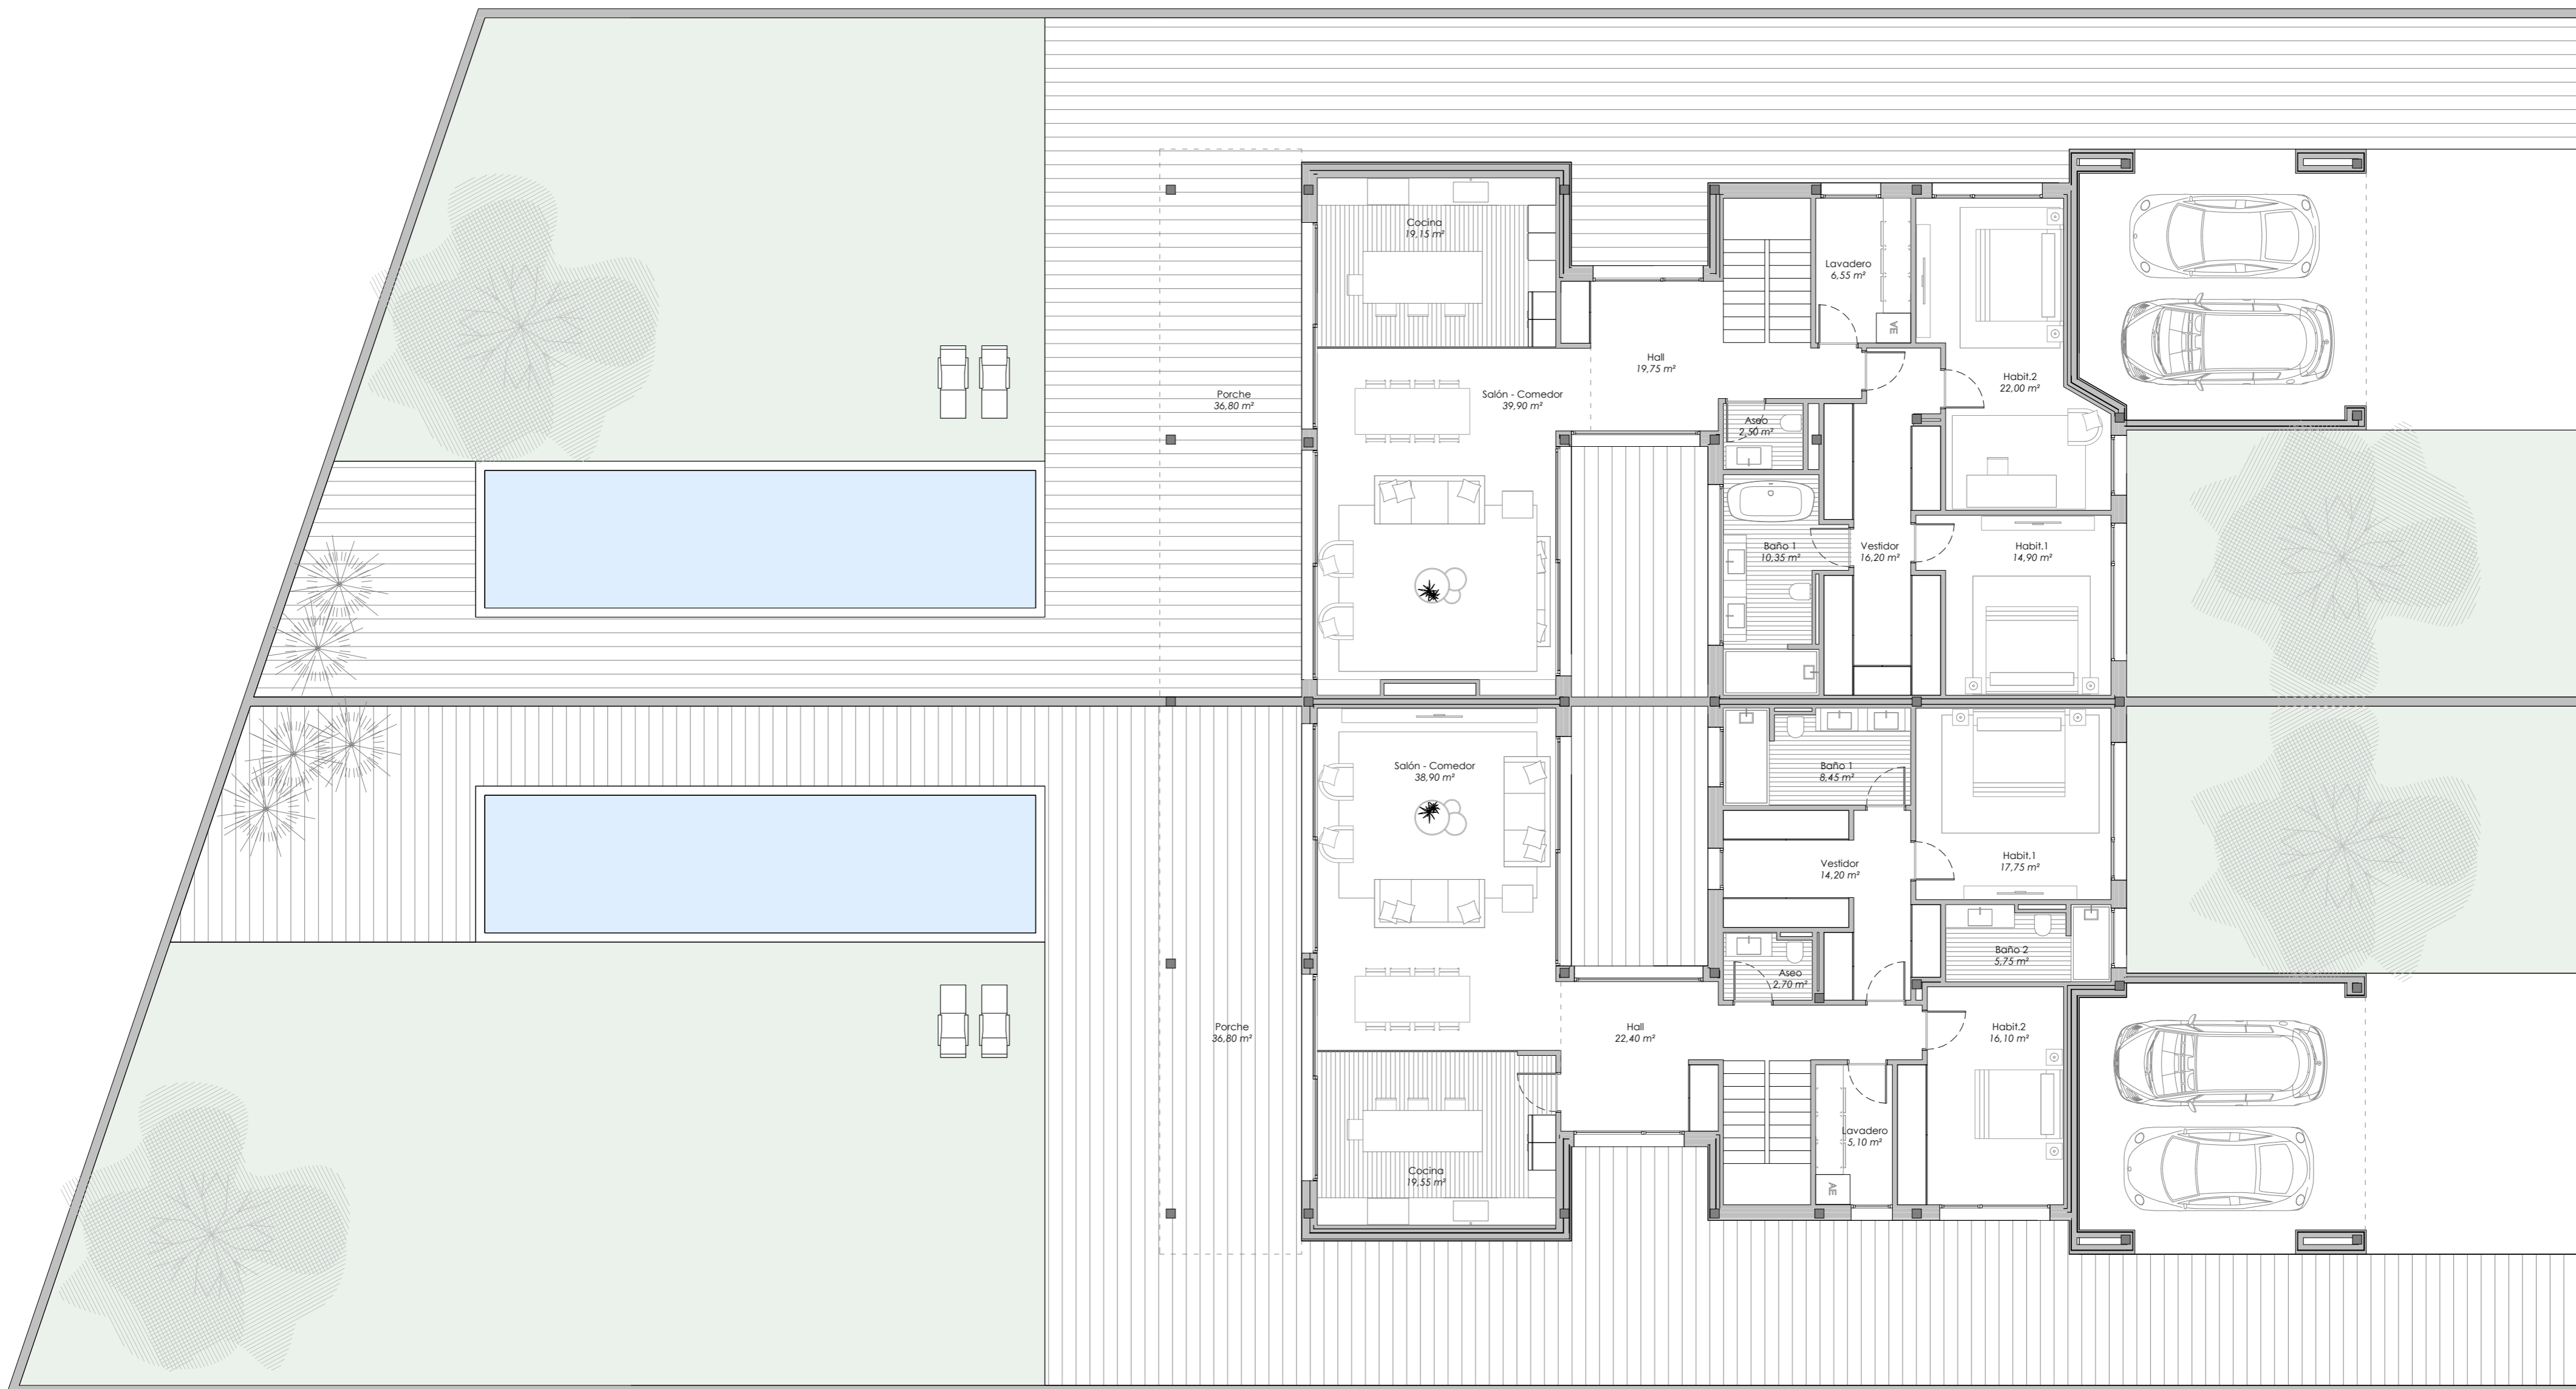 Cocina
19,15 m²
Lavadero
6,55 m²
AE
Hall
19,75 m²
Habit.2
22,00 m²
Porche
36,80 m²
Salón - Comedor
39,90 m²
Aseo
2,50 m²
Baño 1
10,35 m²
Vestidor
16,20 m²
Habit.1
14,90 m²
Salón - Comedor
38,90 m²
Baño 1
8,45 m²
Vestidor
14,20 m²
Habit.1
17,75 m²
Baño 2
5,75 m²
Aseo
2,70 m²
Porche
36,80 m²
Hall
22,40 m²
Habit.2
16,10 m²
Lavadero
5,10 m²
Cocina
19,55 m²
AE